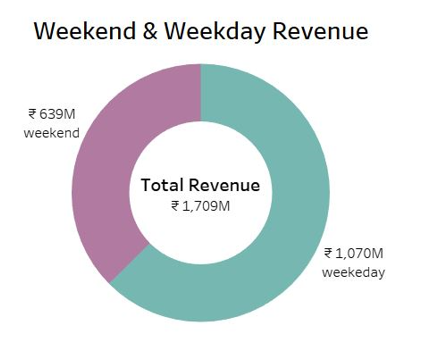 Weekend & Weekday Revenue
₹ 639M
weekend
Total Revenue
₹ 1,709M
₹ 1,070M
weekeday